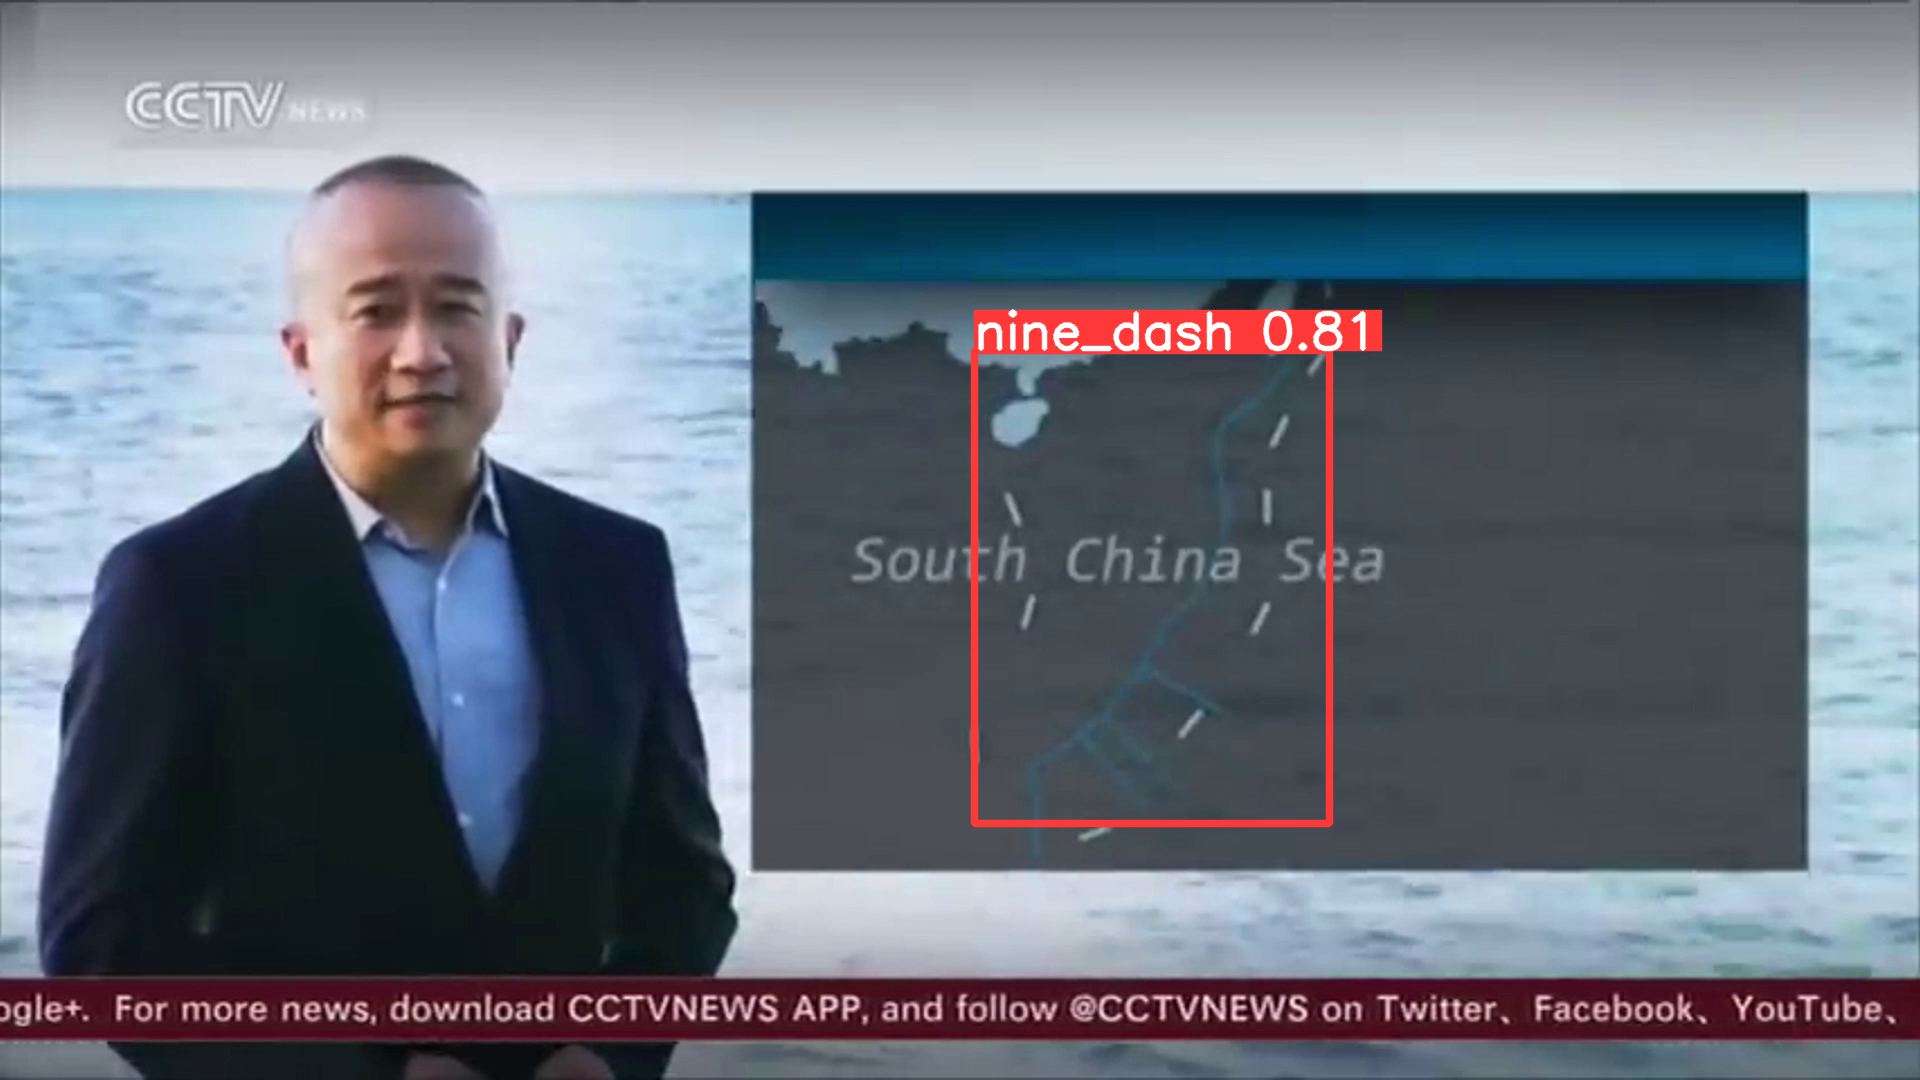 CCTV NEWS
nine_dash 0.81
South China Sea
ogle+. For more news, download CCTVNEWS APP, and follow @CCTVNEWS on Twitter、Facebook、YouTube、